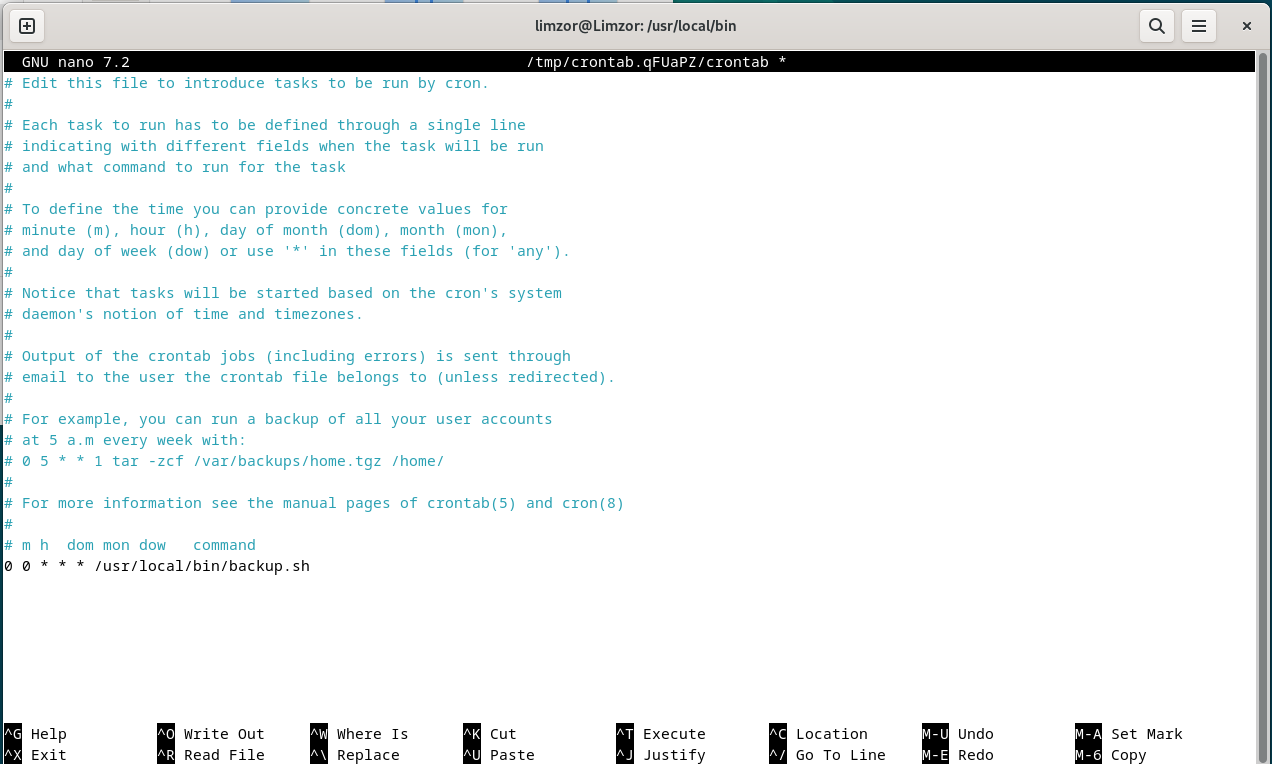 limzor@Limzor: /usr/local/bin
GNU nano 7.2 /tmp/crontab.qFUaPZ/crontab *
# Edit this file to introduce tasks to be run by cron.
#
# Each task to run has to be defined through a single line
# indicating with different fields when the task will be run
# and what command to run for the task
#
# To define the time you can provide concrete values for
# minute (m), hour (h), day of month (dom), month (mon),
# and day of week (dow) or use '*' in these fields (for 'any').
#
# Notice that tasks will be started based on the cron's system
# daemon's notion of time and timezones.
#
# Output of the crontab jobs (including errors) is sent through
# email to the user the crontab file belongs to (unless redirected).
#
# For example, you can run a backup of all your user accounts
# at 5 a.m every week with:
# 0 5 * * 1 tar -zcf /var/backups/home.tgz /home/
#
# For more information see the manual pages of crontab(5) and cron(8)
#
# m h  dom mon dow   command
0 0 * * * /usr/local/bin/backup.sh
^G Help ^O Write Out ^W Where Is ^K Cut ^T Execute ^C Location M-U Undo M-A Set Mark
^X Exit ^R Read File ^\ Replace ^U Paste ^J Justify ^/ Go To Line M-E Redo M-6 Copy